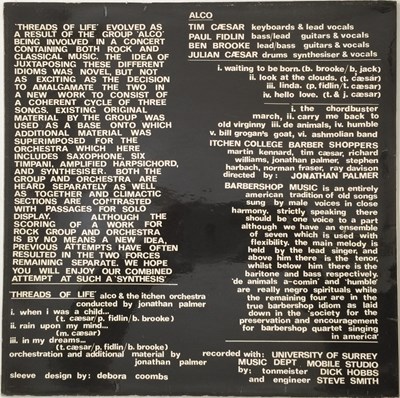 'THREADS OF LIFE' EVOLVED AS
A RESULT OF THE GROUP 'ALCO'
BEING INVOLVED IN A CONCERT
CONTAINING BOTH ROCK AND
CLASSICAL MUSIC. THE IDEA OF
JUXTAPOSING THESE DIFFERENT
IDIOMS WAS NOVEL, BUT NOT
AS EXCITING AS THE DECISION
TO AMALGAMATE THE TWO IN
A NEW WORK TO CONSIST OF
A COHERENT CYCLE OF THREE
SONGS. EXISTING ORIGINAL
MATERIAL BY THE GROUP WAS
USED AS A BASE ONTO WHICH
ADDITIONAL MATERIAL WAS
SUPERIMPOSED FOR THE
ORCHESTRA WHICH HERE
INCLUDES SAXOPHONE, SIX
TIMPANI, AMPLIFIED HARPSICHORD,
AND SYNTHESISER. BOTH THE
GROUP AND ORCHESTRA ARE
HEARD SEPARATELY AS WELL
AS TOGETHER AND CLIMACTIC
SECTIONS ARE CONTRASTED
WITH PASSAGES FOR SOLO
DISPLAY. ALTHOUGH THE
SCORING OF A WORK FOR
ROCK GROUP AND ORCHESTRA
IS BY NO MEANS A NEW IDEA,
PREVIOUS ATTEMPTS HAVE OFTEN
RESULTED IN THE TWO FORCES
REMAINING SEPARATE. WE HOPE
YOU WILL ENJOY OUR COMBINED
ATTEMPT AT SUCH A 'SYNTHESIS'
THREADS OF LIFE alco & the itchen orchestra
conducted by jonathan palmer
i. when i was a child...
(t. cæsar/p. fidlin/b. brooke)
ii. rain upon my mind...
(m. cæsar)
iii. in my dreams...
(t. cæsar/p. fidlin/b. brooke)
orchestration and additional material by
jonathan palmer
sleeve design by: debora coombs
ALCO
TIM CÆSAR keyboards & lead vocals
PAUL FIDLIN bass/lead guitars & vocals
BEN BROOKE lead/bass guitars & vocals
JULIAN CÆSAR drums synthesiser & vocals
i. waiting to be born. (b. brooke/b. jack)
ii. look at the clouds. (t. cæsar)
iii. linda. (p. fidlin/t. cæsar)
iv. hello love. (t. & j. cæsar)
i. the chordbuster
march, ii. carry me back to
old virginny iii. de animals, iv. humble
v. bill grogan's goat, vi. ashnolian band
ITCHEN COLLEGE BARBER SHOPPERS
martin kennard, tim cæsar, richard
williams, jonathan palmer, stephen
harbach, norman fraser, ray davison
directed by: JONATHAN PALMER
BARBERSHOP MUSIC is an entirely
american tradition of old songs
sung by male voices in close
harmony. strictly speaking there
should be one voice to a part
although we have an ensemble
of seven which is used with
flexibility. the main melody is
held by the lead singer, and
above him there is the tenor,
whilst below him there is the
baritone and bass respectively.
'de animals a-comin' and 'humble'
are really negro spirituals while
the remaining four are in the
true barbershop idiom as laid
down in the 'society for the
preservation and encouragement
for barbershop quartet singing
in america'
recorded with: UNIVERSITY OF SURREY
MUSIC DEPT MOBILE STUDIO
by: tonmeister DICK HOBBS
and engineer STEVE SMITH